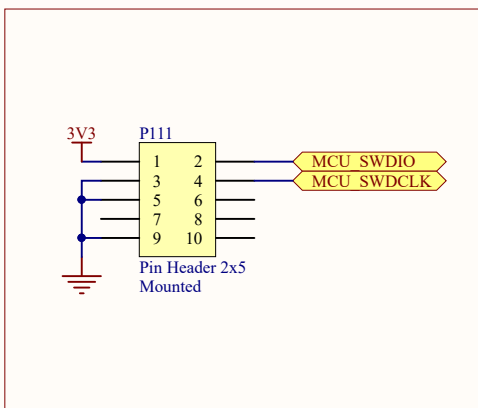 3V3
P111
1 2 MCU_SWDIO
3 4 MCU_SWDCLK
5 6
7 8
9 10
Pin Header 2x5
Mounted